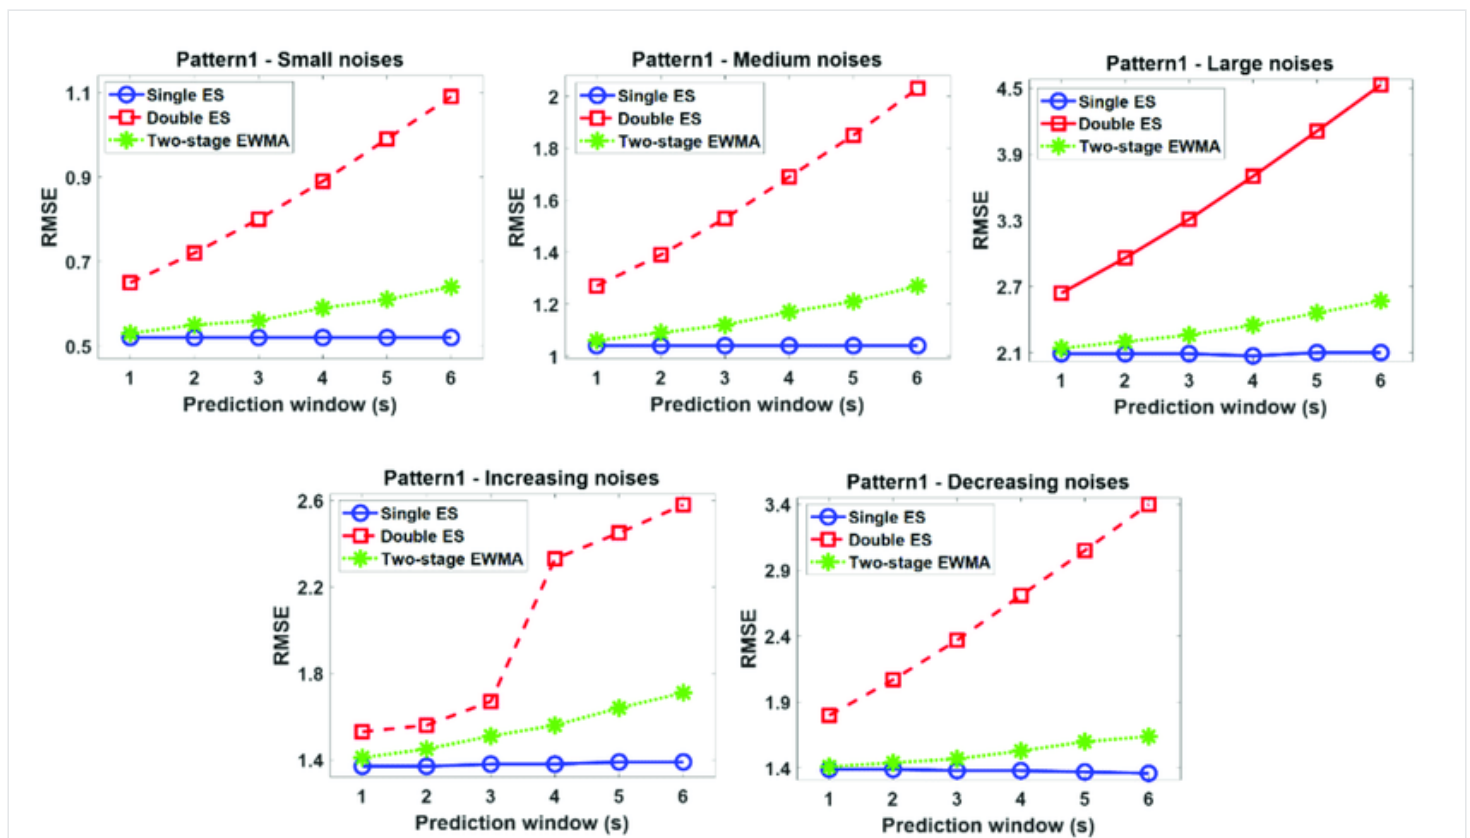 Pattern1 - Small noises
Single ES
Double ES
Two-stage EWMA
1.1
0.9
0.7
0.5
RMSE
1 2 3 4 5 6
Prediction window (s)
Pattern1 - Medium noises
Single ES
Double ES
Two-stage EWMA
2
1.8
1.6
1.4
1.2
1
RMSE
1 2 3 4 5 6
Prediction window (s)
Pattern1 - Large noises
Single ES
Double ES
Two-stage EWMA
4.5
3.9
3.3
2.7
2.1
RMSE
1 2 3 4 5 6
Prediction window (s)
Pattern1 - Increasing noises
Single ES
Double ES
Two-stage EWMA
2.6
2.2
1.8
1.4
RMSE
1 2 3 4 5 6
Prediction window (s)
Pattern1 - Decreasing noises
Single ES
Double ES
Two-stage EWMA
3.4
2.9
2.4
1.9
1.4
RMSE
1 2 3 4 5 6
Prediction window (s)